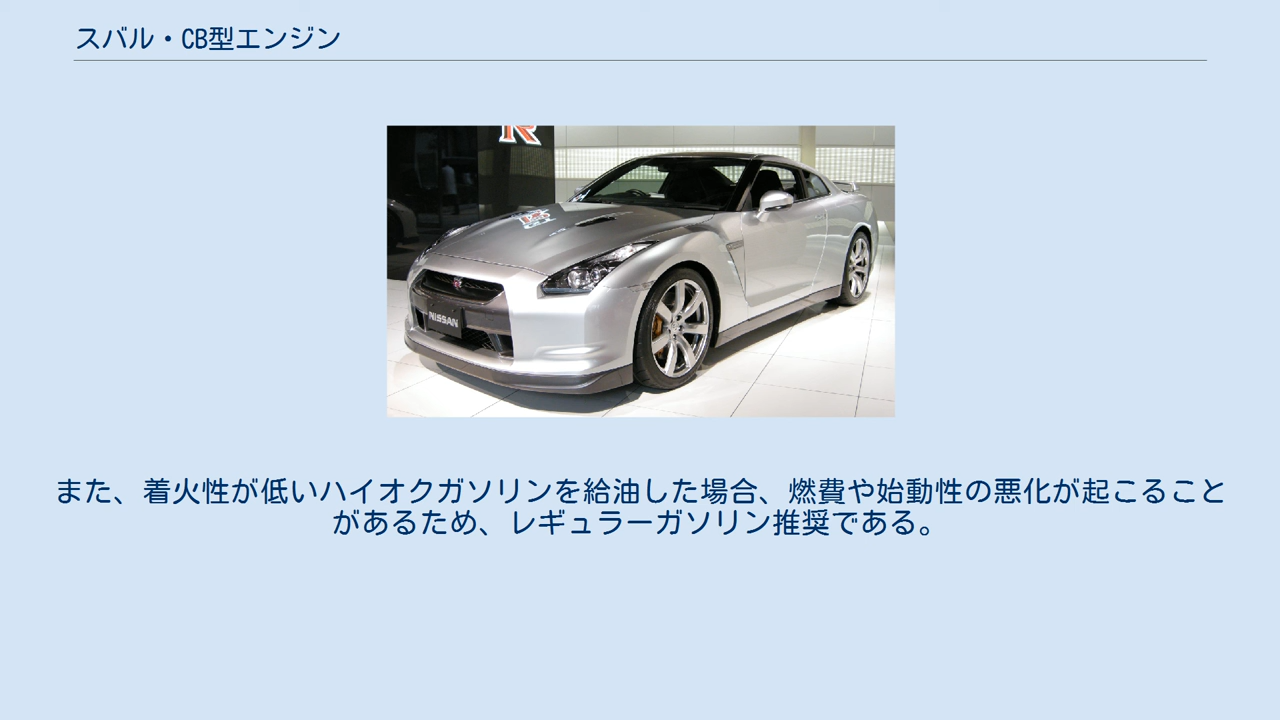 スバル・CB型エンジン
R
NISSAN
また、着火性が低いハイオクガソリンを給油した場合、燃費や始動性の悪化が起こること
があるため、レギュラーガソリン推奨である。